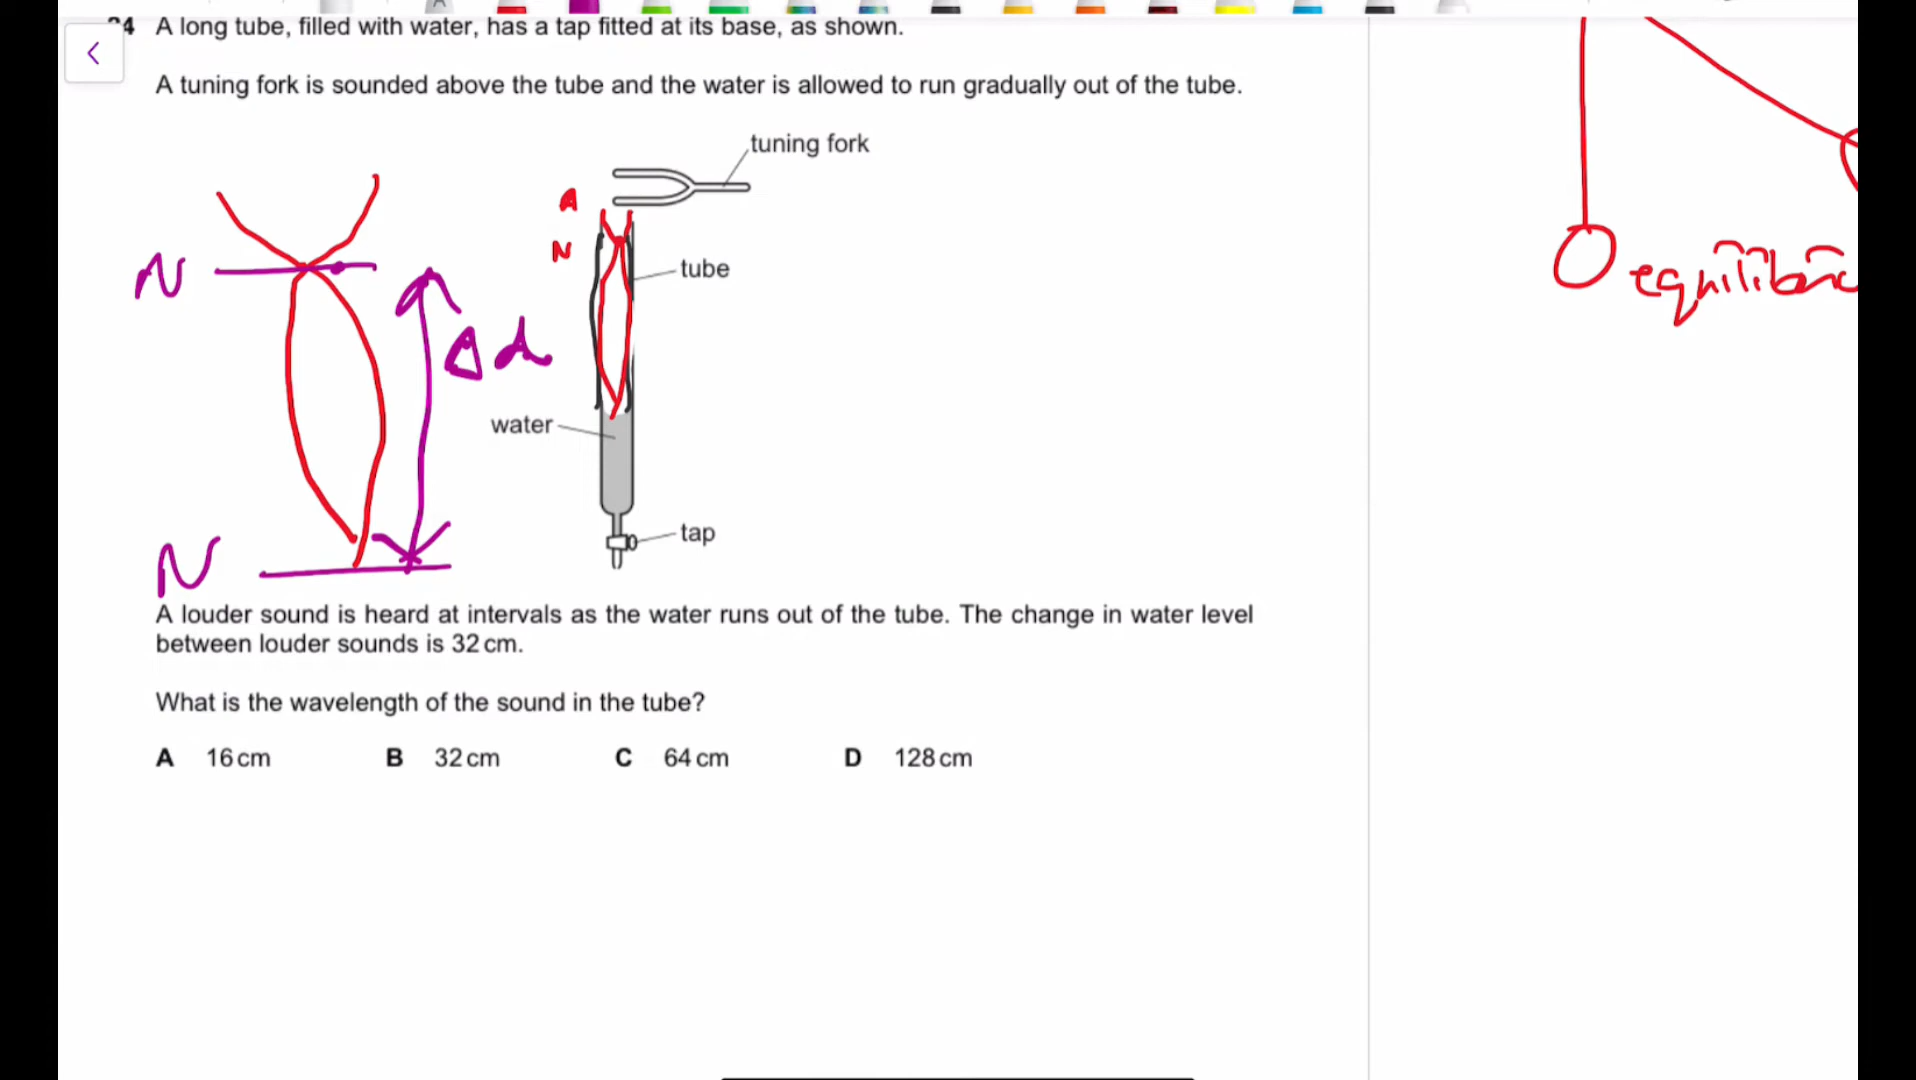 4 A long tube, filled with water, has a tap fitted at its base, as shown.
A tuning fork is sounded above the tube and the water is allowed to run gradually out of the tube.
tuning fork
A
N
tube
N
Δd
equilibri
water
tap
N
A louder sound is heard at intervals as the water runs out of the tube. The change in water level
between louder sounds is 32 cm.
What is the wavelength of the sound in the tube?
A 16 cm B 32 cm C 64 cm D 128 cm